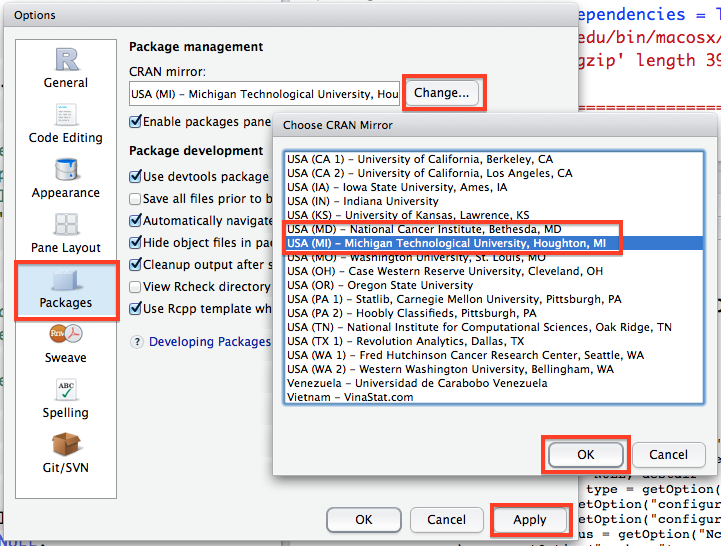 Options
General
Code Editing
Appearance
Pane Layout
Packages
Sweave
Spelling
Git/SVN
Package management
CRAN mirror:
USA (MI) - Michigan Technological University, Hou
Change...
Enable packages pane
Package development
Use devtools package
Save all files prior to b
Automatically navigate
Hide object files in pac
Cleanup output after s
View Rcheck directory
Use Rcpp template wh
? Developing Packages
OK
Cancel
Apply
Choose CRAN Mirror
USA (CA 1) - University of California, Berkeley, CA
USA (CA 2) - University of California, Los Angeles, CA
USA (IA) - Iowa State University, Ames, IA
USA (IN) - Indiana University
USA (KS) - University of Kansas, Lawrence, KS
USA (MD) - National Cancer Institute, Bethesda, MD
USA (MI) - Michigan Technological University, Houghton, MI
USA (MO) - Washington University, St. Louis, MO
USA (OH) - Case Western Reserve University, Cleveland, OH
USA (OR) - Oregon State University
USA (PA 1) - Statlib, Carnegie Mellon University, Pittsburgh, PA
USA (PA 2) - Hoobly Classifieds, Pittsburgh, PA
USA (TN) - National Institute for Computational Sciences, Oak Ridge, TN
USA (TX 1) - Revolution Analytics, Dallas, TX
USA (WA 1) - Fred Hutchinson Cancer Research Center, Seattle, WA
USA (WA 2) - Western Washington University, Bellingham, WA
Venezuela - Universidad de Carabobo Venezuela
Vietnam - VinaStat.com
OK
Cancel
ependencies = T
edu/bin/macosx/
gzip' length 39
type = getOption(
etOption("configur
etOption("configu
us = getOption("No